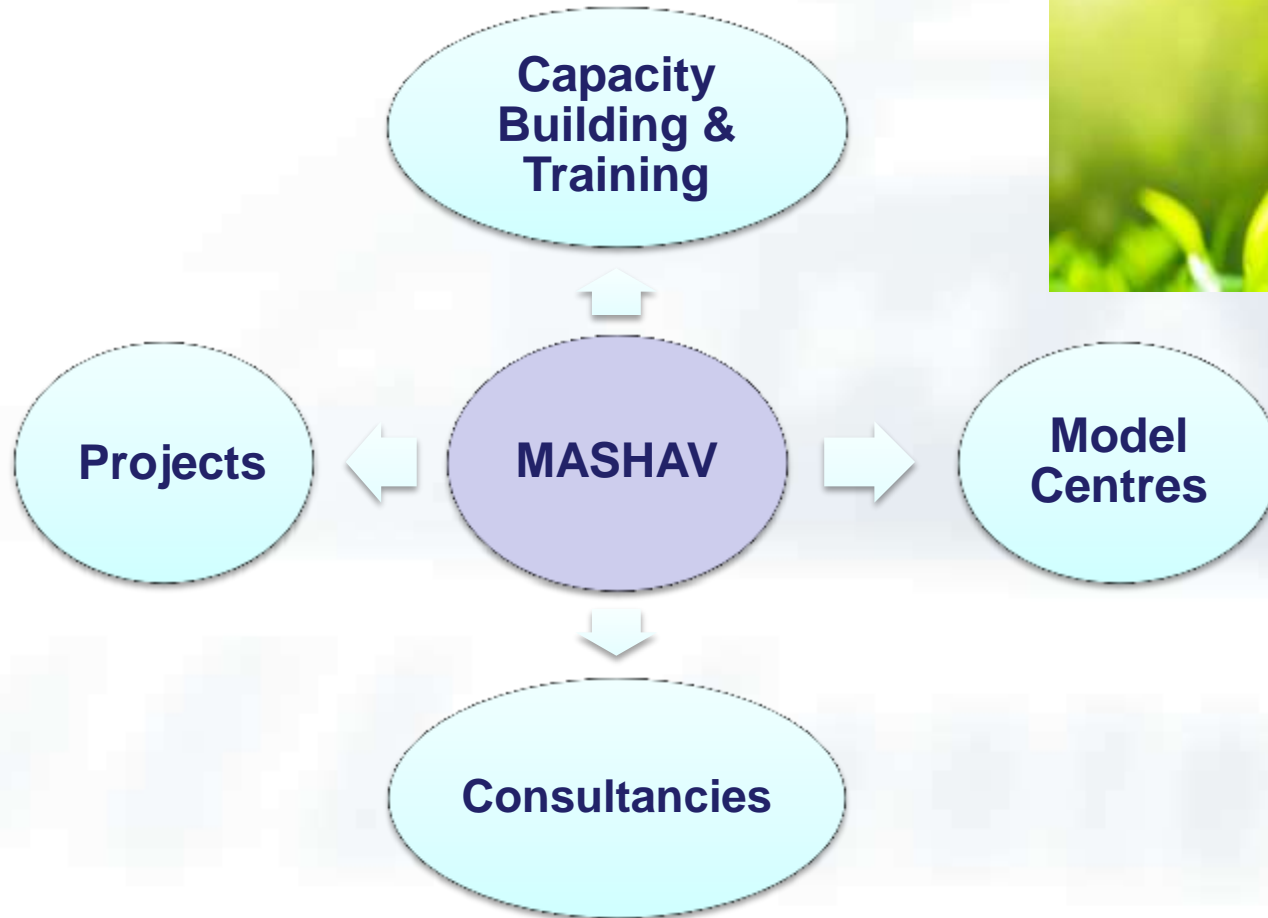 Capacity
Building &
Training
Projects
MASHAV
Model
Centres
Consultancies